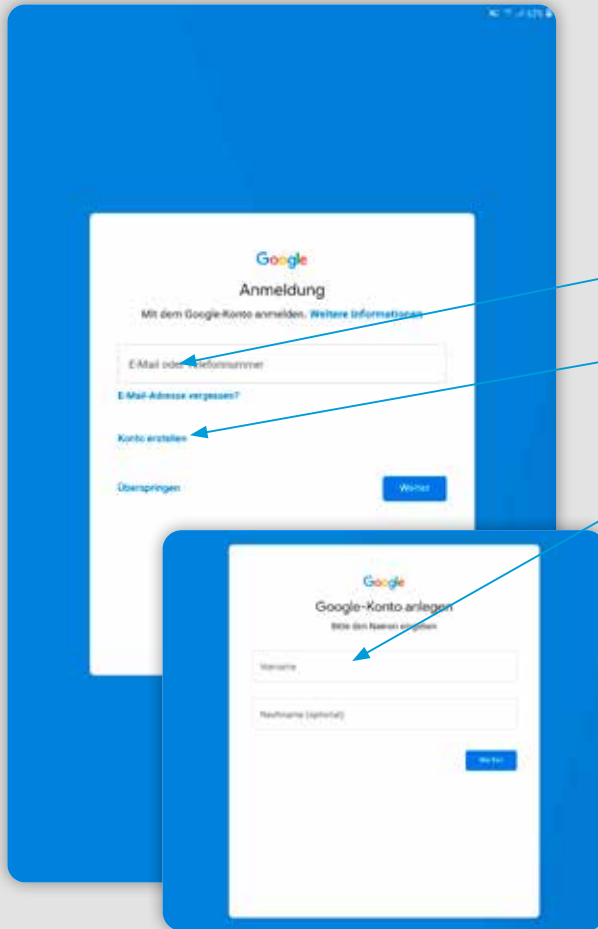 62%
Google
Anmeldung
Mit dem Google-Konto anmelden. Weitere Informationen
E-Mail oder Telefonnummer
E-Mail-Adresse vergessen?
Konto erstellen
Überspringen
Weiter
Google
Google-Konto anlegen
Bitte den Namen eingeben
Vorname
Nachname (optional)
Weiter